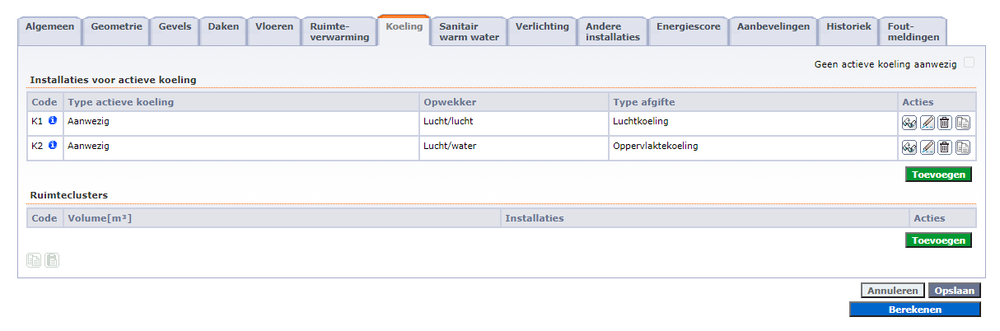 Algemeen Geometrie Gevels Daken Vloeren Ruimte- Koeling Sanitair Verlichting Andere Energiescore Aanbevelingen Historiek Fout-
verwarming warm water installaties meldingen
Geen actieve koeling aanwezig
Installaties voor actieve koeling
Code Type actieve koeling Opwekker Type afgifte Acties
K1 Aanwezig Lucht/lucht Luchtkoeling
K2 Aanwezig Lucht/water Oppervlaktekoeling
Toevoegen
Ruimteclusters
Code Volume[m³] Installaties Acties
Toevoegen
Annuleren Opslaan
Berekenen